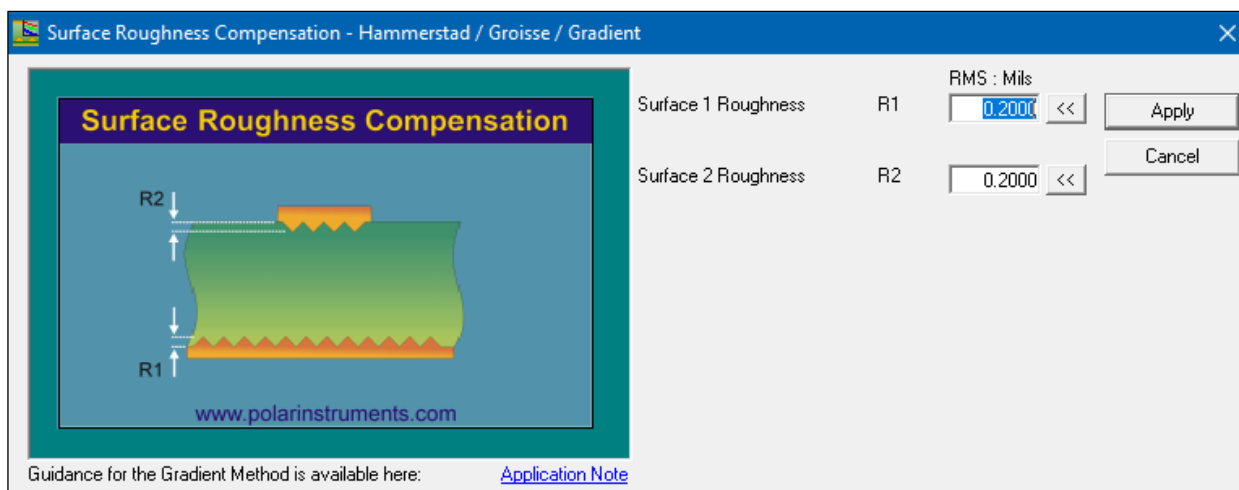 Surface Roughness Compensation - Hammerstad / Groisse / Gradient
Surface Roughness Compensation
R2
R1
www.polarinstruments.com
Guidance for the Gradient Method is available here: Application Note
RMS : Mils
Surface 1 Roughness R1 0.2000 << Apply
Cancel
Surface 2 Roughness R2 0.2000 <<